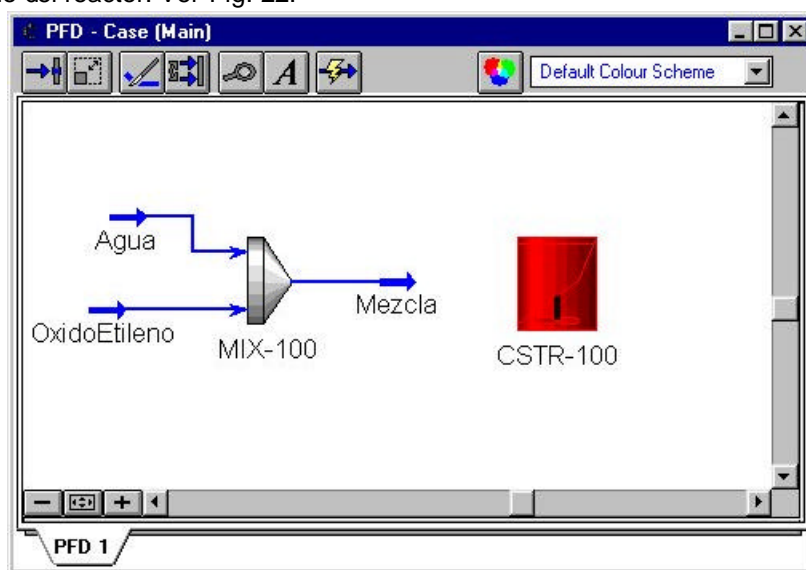 PFD - Case (Main)
A
Default Colour Scheme
Agua
Mezcla
OxidoEtileno
MIX-100
CSTR-100
PFD 1